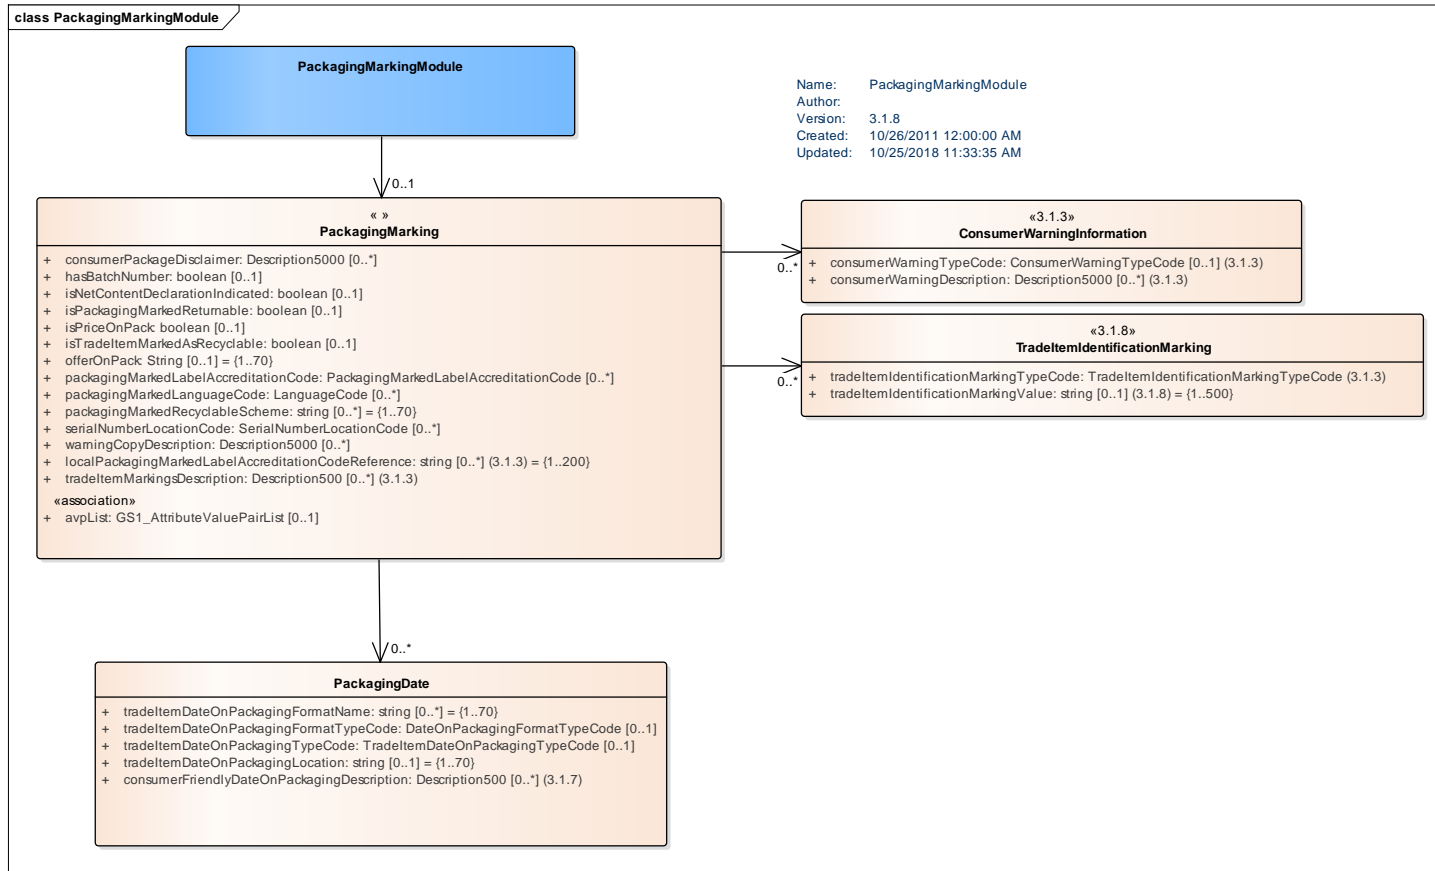 class PackagingMarkingModule
PackagingMarkingModule
Name: PackagingMarkingModule
Author:
Version: 3.1.8
Created: 10/26/2011 12:00:00 AM
Updated: 10/25/2018 11:33:35 AM
0..1
« »
PackagingMarking
+ consumerPackageDisclaimer: Description5000 [0..*]
+ hasBatchNumber: boolean [0..1]
+ isNetContentDeclarationIndicated: boolean [0..1]
+ isPackagingMarkedReturnable: boolean [0..1]
+ isPriceOnPack: boolean [0..1]
+ isTradeItemMarkedAsRecyclable: boolean [0..1]
+ offerOnPack: String [0..1] = {1..70}
+ packagingMarkedLabelAccreditationCode: PackagingMarkedLabelAccreditationCode [0..*]
+ packagingMarkedLanguageCode: LanguageCode [0..*]
+ packagingMarkedRecyclableScheme: string [0..*] = {1..70}
+ serialNumberLocationCode: SerialNumberLocationCode [0..*]
+ warningCopyDescription: Description5000 [0..*]
+ localPackagingMarkedLabelAccreditationCodeReference: string [0..*] (3.1.3) = {1..200}
+ tradeItemMarkingsDescription: Description500 [0..*] (3.1.3)
«association»
+ avpList: GS1_AttributeValuePairList [0..1]
0..*
«3.1.3»
ConsumerWarningInformation
+ consumerWarningTypeCode: ConsumerWarningTypeCode [0..1] (3.1.3)
+ consumerWarningDescription: Description5000 [0..*] (3.1.3)
0..*
«3.1.8»
TradeItemIdentificationMarking
+ tradeItemIdentificationMarkingTypeCode: TradeItemIdentificationMarkingTypeCode (3.1.3)
+ tradeItemIdentificationMarkingValue: string [0..1] (3.1.8) = {1..500}
0..*
PackagingDate
+ tradeItemDateOnPackagingFormatName: string [0..*] = {1..70}
+ tradeItemDateOnPackagingFormatTypeCode: DateOnPackagingFormatTypeCode [0..1]
+ tradeItemDateOnPackagingTypeCode: TradeItemDateOnPackagingTypeCode [0..1]
+ tradeItemDateOnPackagingLocation: string [0..1] = {1..70}
+ consumerFriendlyDateOnPackagingDescription: Description500 [0..*] (3.1.7)